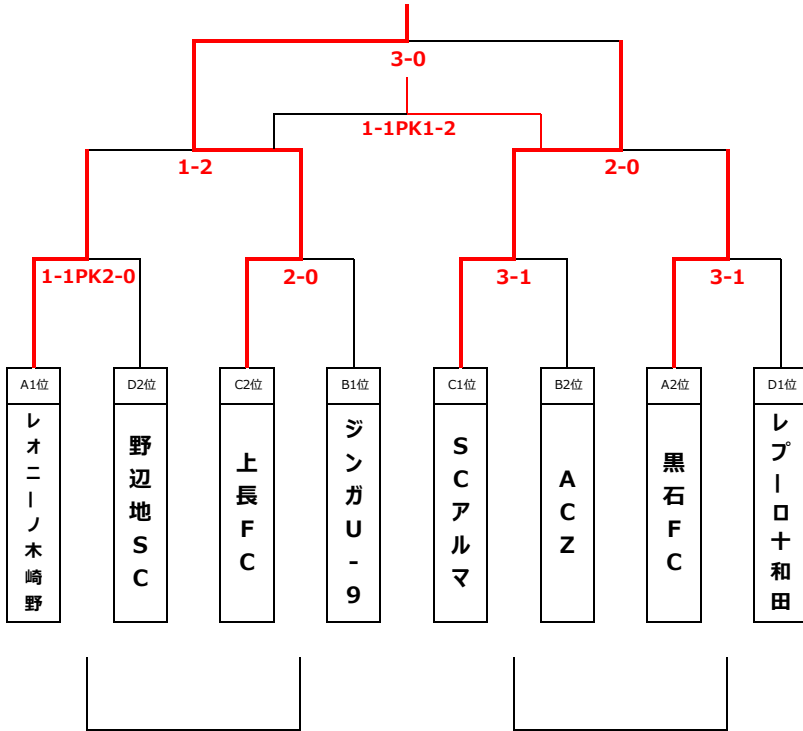 3-0
1-1PK1-2
1-2
2-0
1-1PK2-0
2-0
3-1
3-1
A1位
D2位
C2位
B1位
C1位
B2位
A2位
D1位
レオニーノ木崎野
野辺地SC
上長FC
ジンガU-9
SCアルマ
ACZ
黒石FC
レプーロ十和田